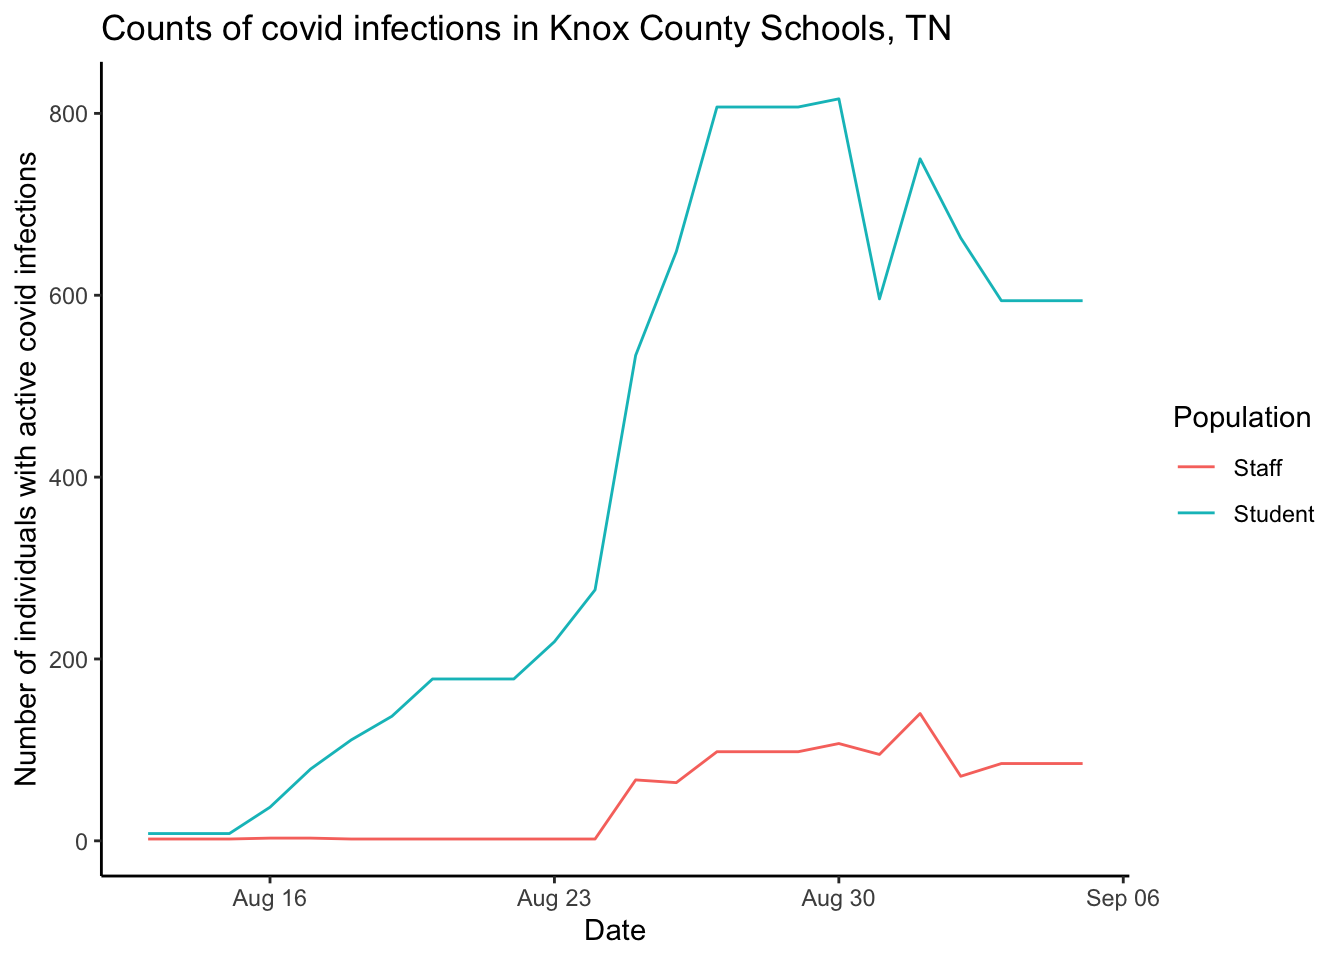 Counts of covid infections in Knox County Schools, TN
Number of individuals with active covid infections
800
600
400
200
0
Aug 16
Aug 23
Aug 30
Sep 06
Date
Population
Staff
Student